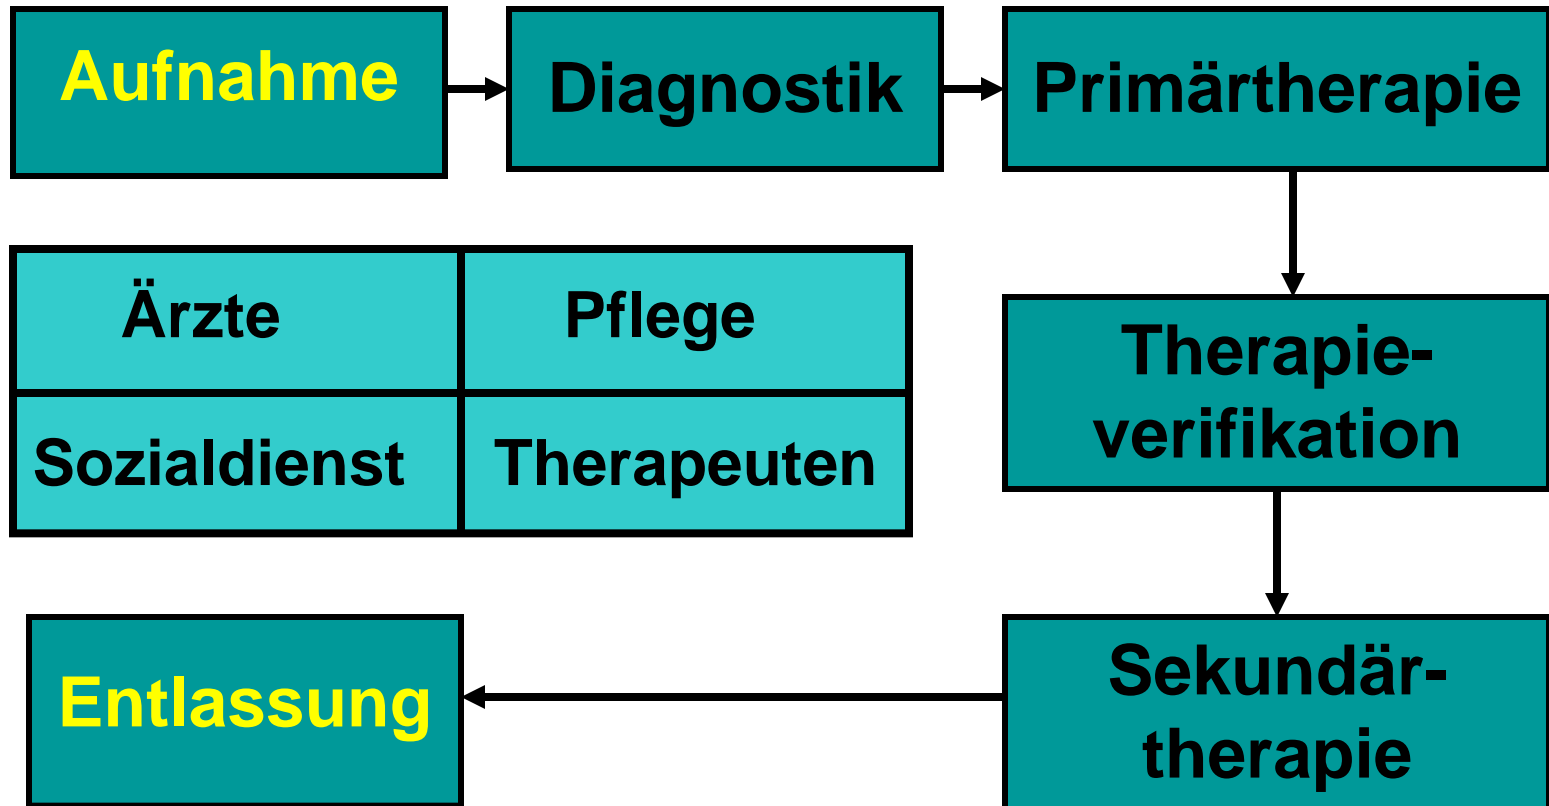 Aufnahme
Diagnostik
Primärtherapie
Ärzte
Pflege
Sozialdienst
Therapeuten
Therapie-
verifikation
Sekundär-
therapie
Entlassung